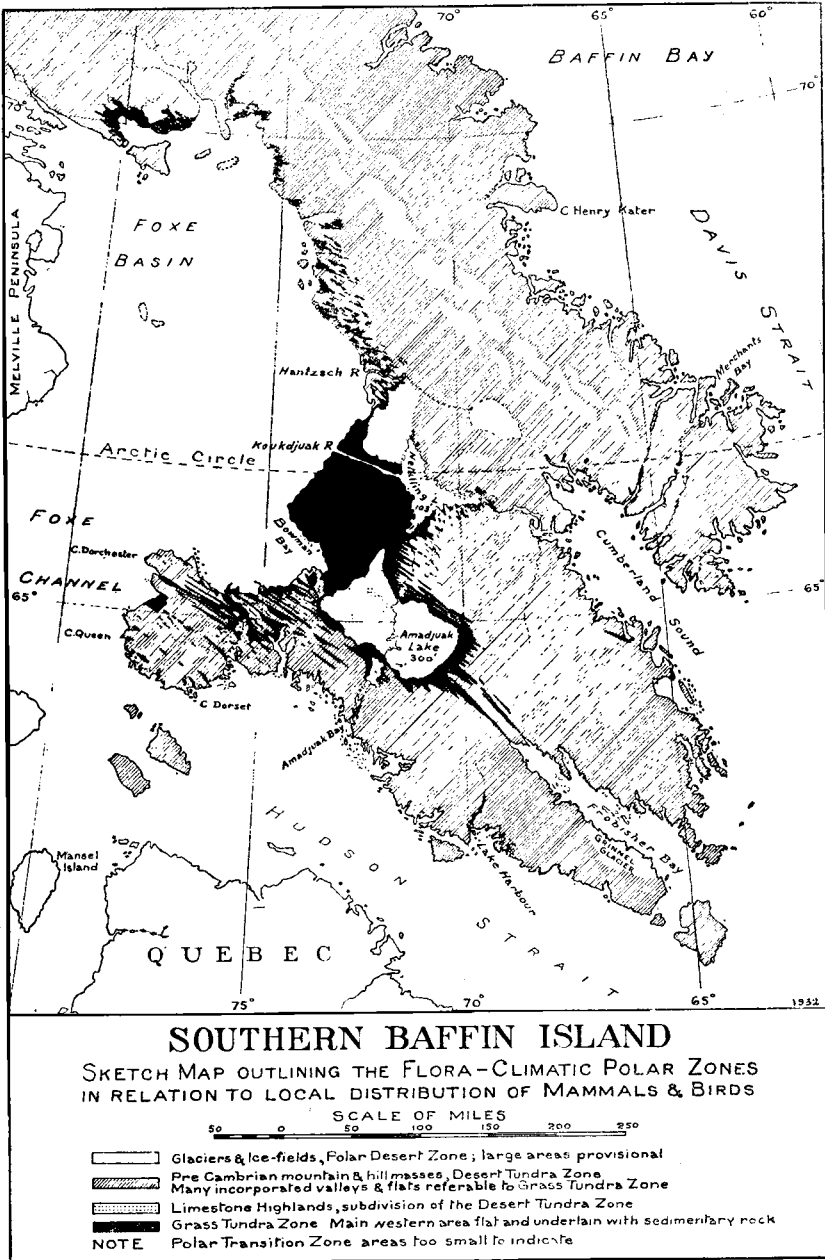 70° 65° 60°
BAFFIN BAY
70°
70°
MELVILLE PENINSULA
FOXE
BASIN
C Henry Kater
DAVIS STRAIT
Merchants
Bay
Hantzsch R
Koukdjuak R
Arctic Circle
Nettilling
Bowman
Bay
FOXE
CHANNEL
C. Dorchester
65°
65°
Cumberland Sound
C. Queen
Amadjuak
Lake
300'
C Dorset
Amadjuak Bay
Frobisher Bay
GRINNEL
GLACIER
HUDSON STRAIT
Lake Harbour
Mansel
Island
QUEBEC
75° 70° 65° 1932
SOUTHERN BAFFIN ISLAND
SKETCH MAP OUTLINING THE FLORA-CLIMATIC POLAR ZONES
IN RELATION TO LOCAL DISTRIBUTION OF MAMMALS & BIRDS
SCALE OF MILES
50 0 50 100 150 200 250
Glaciers & Ice-fields, Polar Desert Zone; large areas provisional
Pre Cambrian mountain & hill masses, Desert Tundra Zone
Many incorporated valleys & flats referable to Grass Tundra Zone
Limestone Highlands, subdivision of the Desert Tundra Zone
Grass Tundra Zone Main western area flat and underlain with sedimentary rock
NOTE Polar Transition Zone areas too small to indicate